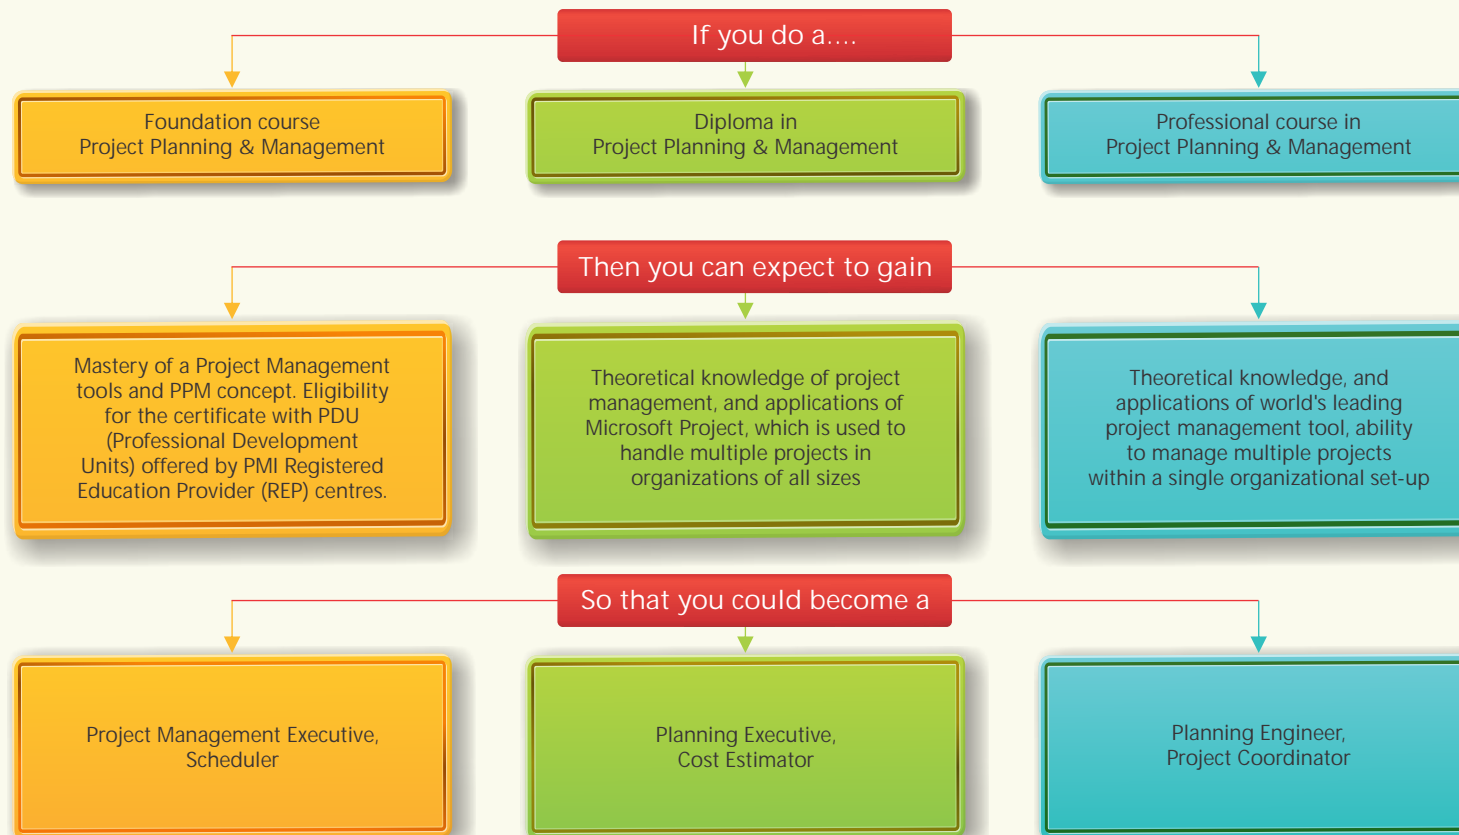 If you do a....
Foundation course
Project Planning & Management
Diploma in
Project Planning & Management
Professional course in
Project Planning & Management
Then you can expect to gain
Mastery of a Project Management
tools and PPM concept. Eligibility
for the certificate with PDU
(Professional Development
Units) offered by PMI Registered
Education Provider (REP) centres.
Theoretical knowledge of project
management, and applications of
Microsoft Project, which is used to
handle multiple projects in
organizations of all sizes
Theoretical knowledge, and
applications of world's leading
project management tool, ability
to manage multiple projects
within a single organizational set-up
So that you could become a
Project Management Executive,
Scheduler
Planning Executive,
Cost Estimator
Planning Engineer,
Project Coordinator